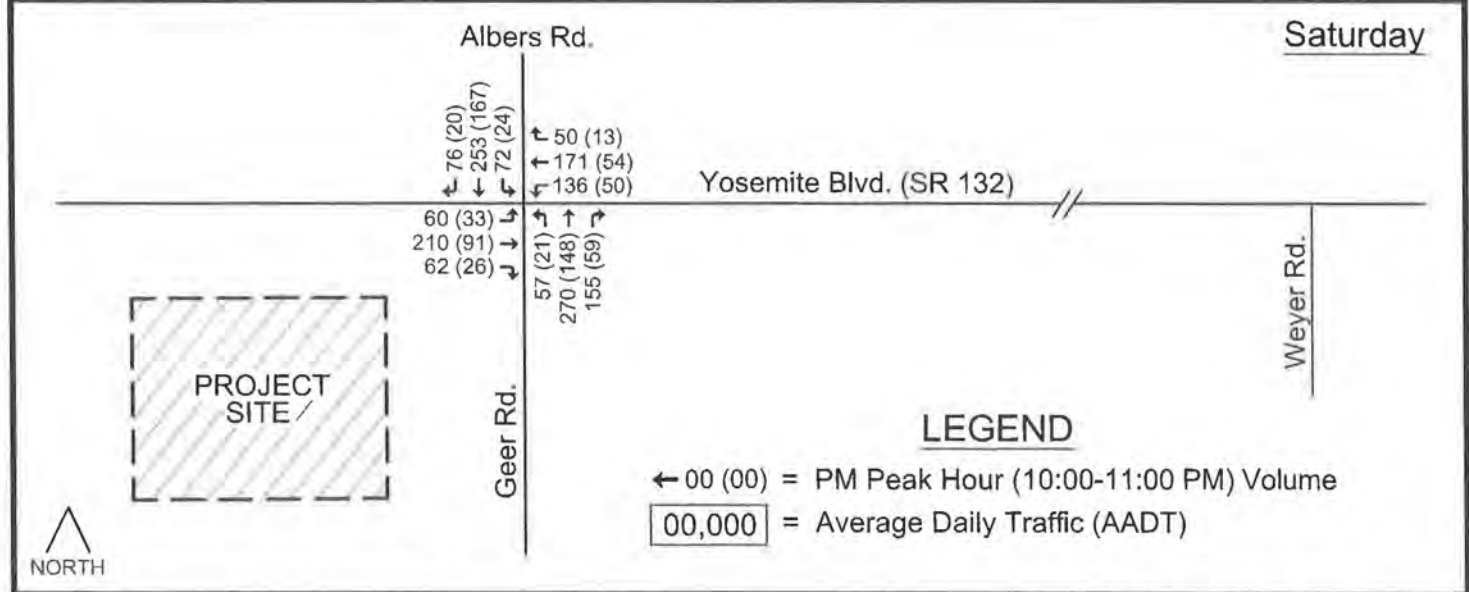 Saturday
Albers Rd.
76 (20)
253 (167)
72 (24)
50 (13)
171 (54)
136 (50)
Yosemite Blvd. (SR 132)
60 (33)
210 (91)
62 (26)
57 (21)
270 (148)
155 (59)
Weyer Rd.
PROJECT
SITE
Geer Rd.
LEGEND
←00 (00) = PM Peak Hour (10:00-11:00 PM) Volume
00,000 = Average Daily Traffic (AADT)
NORTH